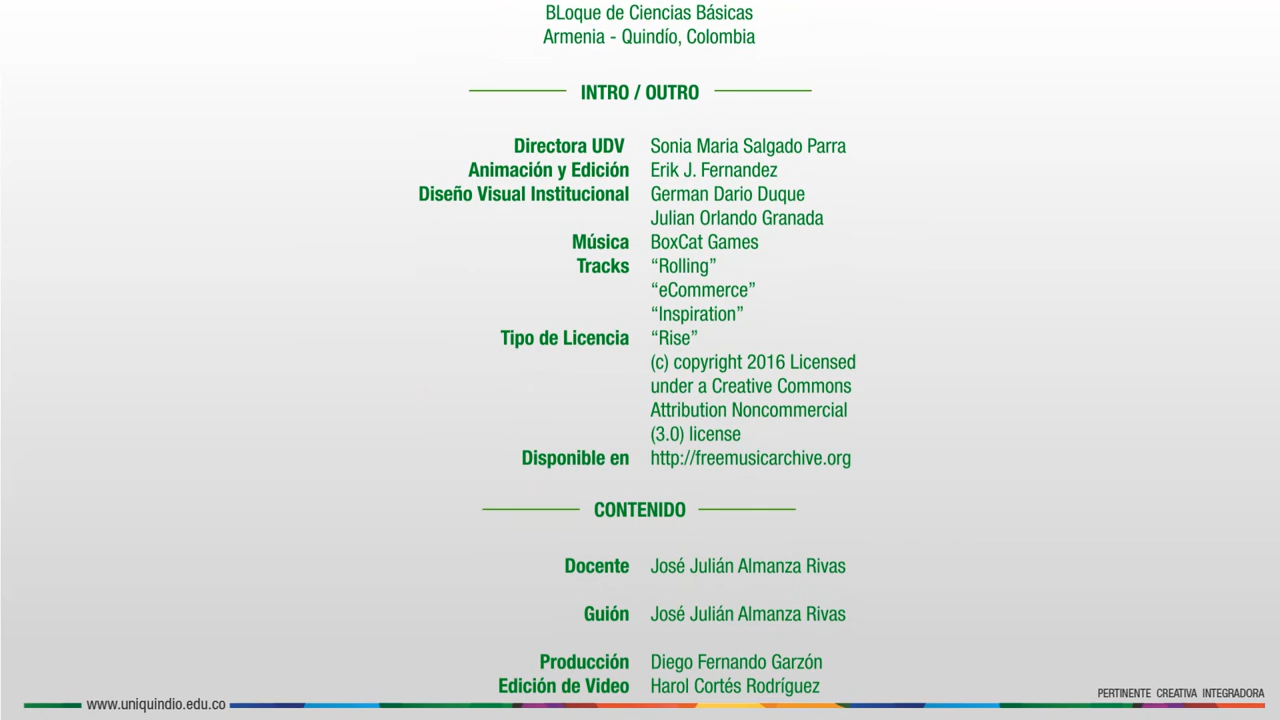 BLoque de Ciencias Básicas
Armenia - Quindío, Colombia
INTRO / OUTRO
Directora UDV Sonia Maria Salgado Parra
Animación y Edición Erik J. Fernandez
Diseño Visual Institucional German Dario Duque
Julian Orlando Granada
Música BoxCat Games
Tracks “Rolling”
“eCommerce”
“Inspiration”
Tipo de Licencia “Rise”
(c) copyright 2016 Licensed
under a Creative Commons
Attribution Noncommercial
(3.0) license
Disponible en http://freemusicarchive.org
CONTENIDO
Docente José Julián Almanza Rivas
Guión José Julián Almanza Rivas
Producción Diego Fernando Garzón
Edición de Video Harol Cortés Rodríguez
PERTINENTE CREATIVA INTEGRADORA
www.uniquindio.edu.co